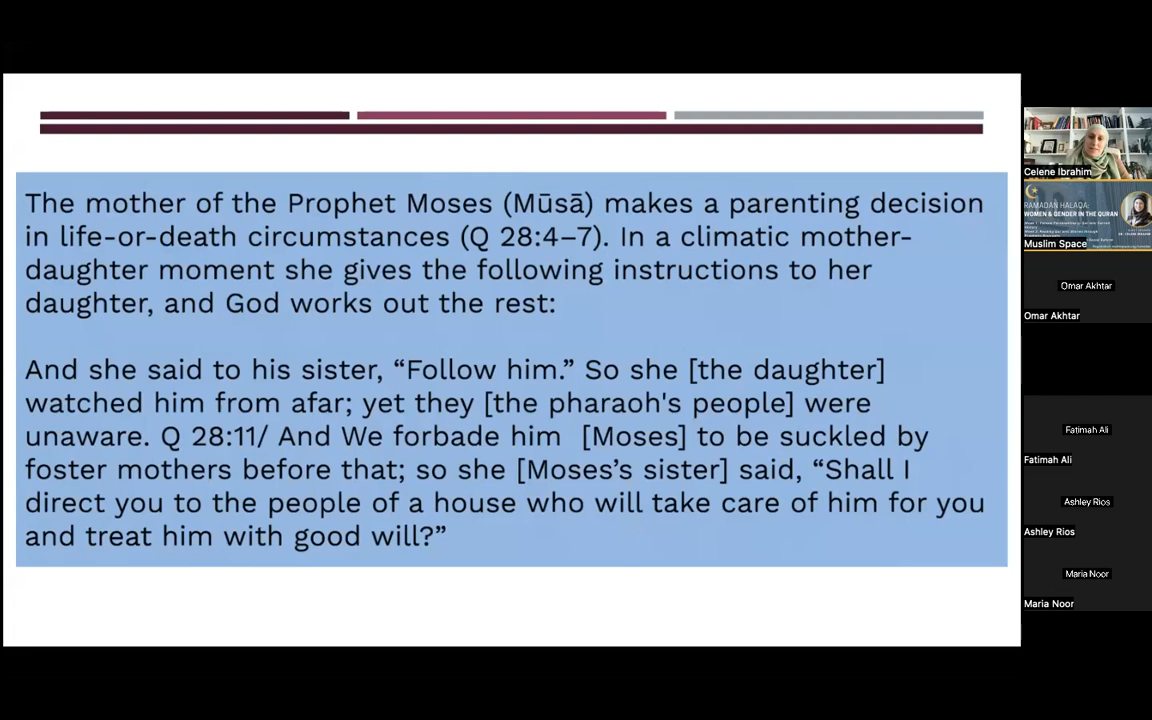 The mother of the Prophet Moses (Mūsā) makes a parenting decision
in life-or-death circumstances (Q 28:4–7). In a climatic mother-
daughter moment she gives the following instructions to her
daughter, and God works out the rest:
And she said to his sister, “Follow him.” So she [the daughter]
watched him from afar; yet they [the pharaoh's people] were
unaware. Q 28:11/ And We forbade him  [Moses] to be suckled by
foster mothers before that; so she [Moses’s sister] said, “Shall I
direct you to the people of a house who will take care of him for you
and treat him with good will?”
Celene Ibrahim
RAMADAN HALAQA:
WOMEN & GENDER IN THE QURAN
Muslim Space
Omar Akhtar
Omar Akhtar
Fatimah Ali
Fatimah Ali
Ashley Rios
Ashley Rios
Maria Noor
Maria Noor